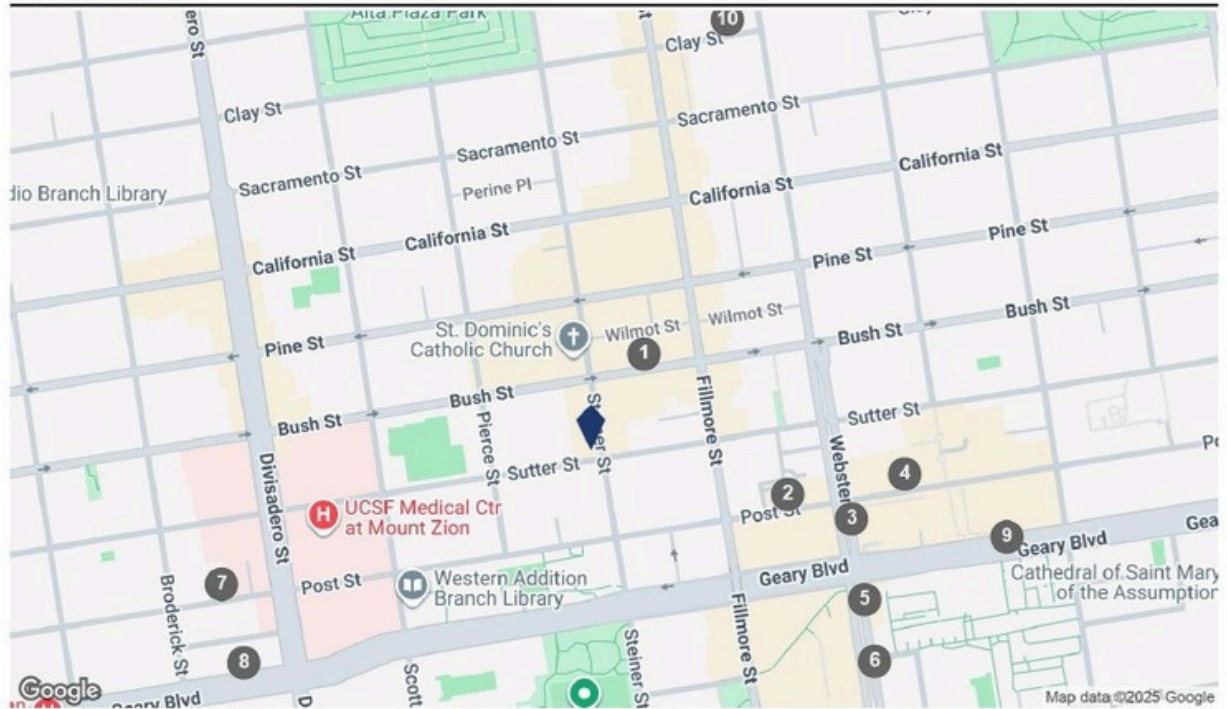 Alta Plaza Park
10
Clay St
ero St
Clay St
Sacramento St
Sacramento St
California St
dio Branch Library
Sacramento St
Perine Pl
California St
California St
California St
Pine St
Pine St
St. Dominic's
Catholic Church
Wilmot St
Wilmot St
Bush St
Bush St
Pine St
1
Bush St
Bush St
Fillmore St
Sutter St
Pierce St
Sutter St
Webster
4
2
Post St
3
Divisadero St
H
UCSF Medical Ctr
at Mount Zion
9
Geary Blvd
Gea
Geary Blvd
Cathedral of Saint Mary
of the Assumption
7
Post St
Western Addition
Branch Library
5
Broderick St
Fillmore St
Steiner St
6
8
Scott
D
Google
Geary Blvd
Map data ©2025 Google